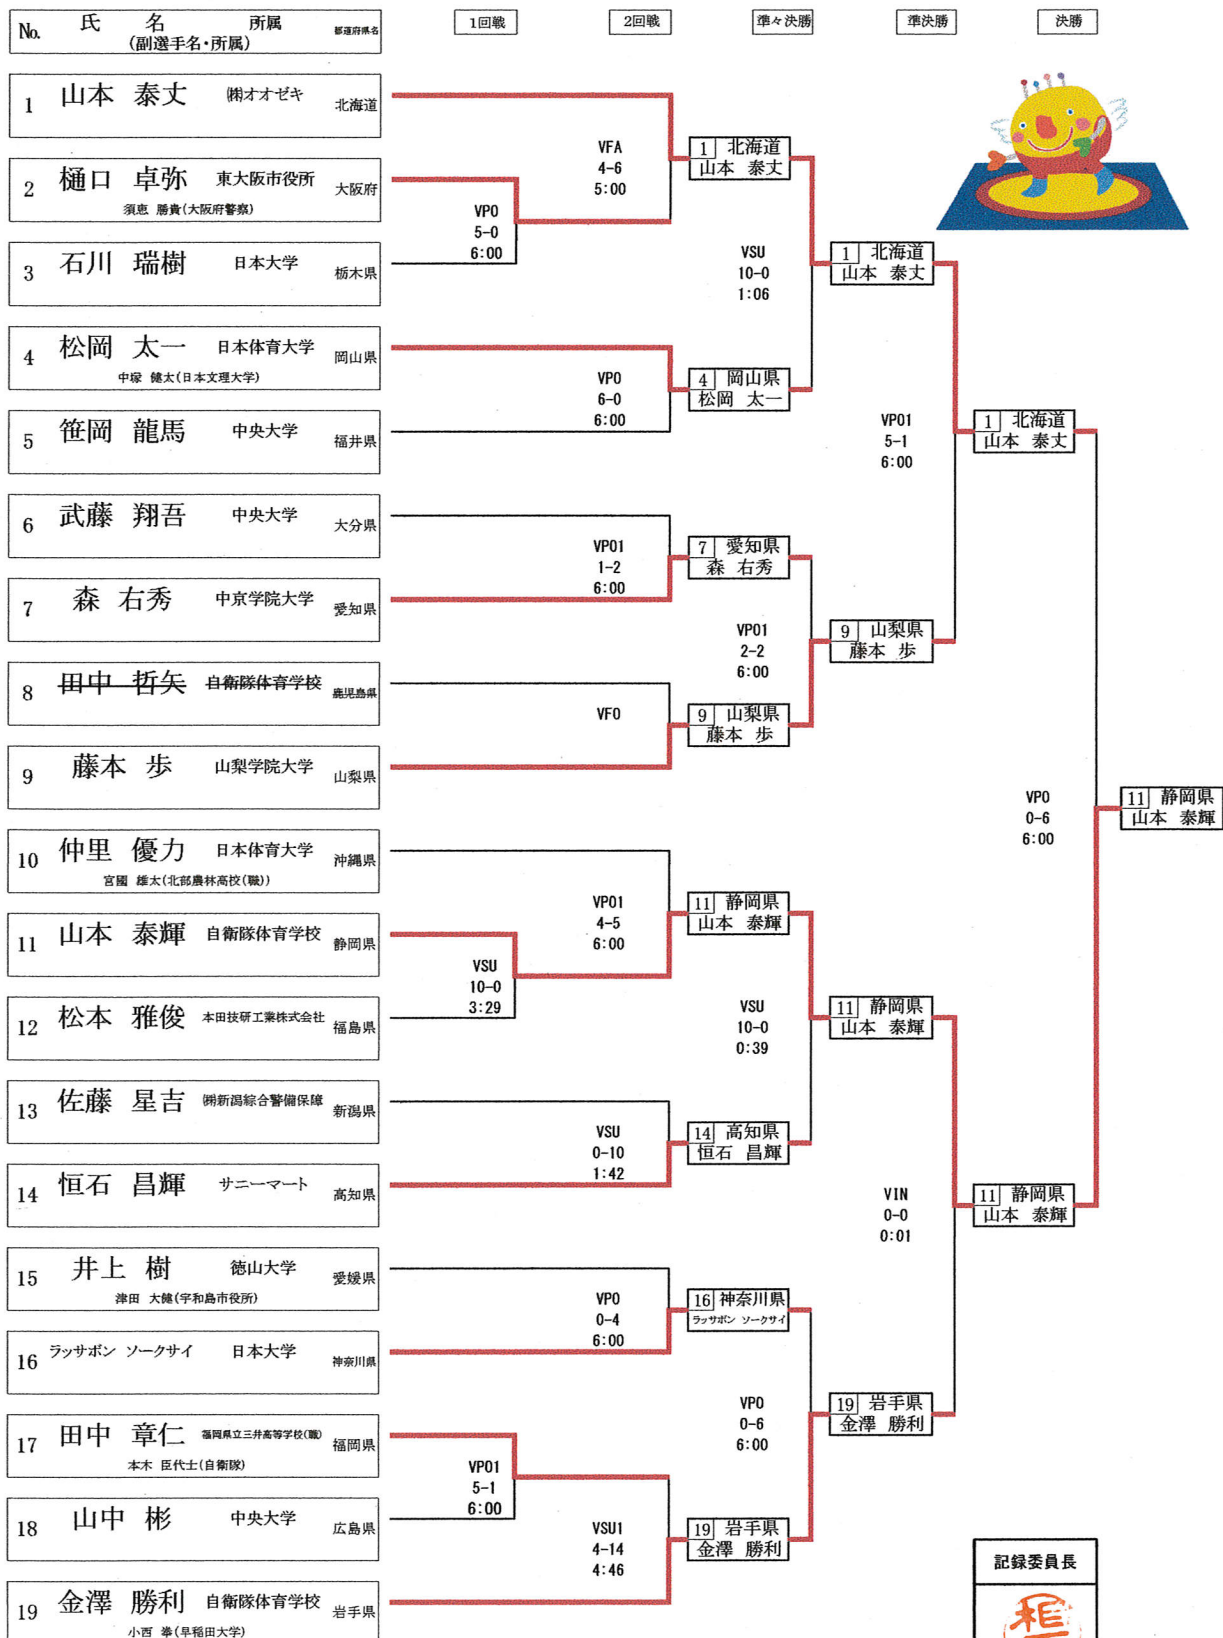 No. 氏 名 所属 都道府県名
(副選手名・所属)
1回戦 2回戦 準々決勝 準決勝 決勝
1 山本 泰丈 ㈱オオゼキ 北海道
2 樋口 卓弥 東大阪市役所 大阪府
須恵 勝貴(大阪府警察)
3 石川 瑞樹 日本大学 栃木県
4 松岡 太一 日本体育大学 岡山県
中塚 健太(日本文理大学)
5 笹岡 龍馬 中央大学 福井県
6 武藤 翔吾 中央大学 大分県
7 森 右秀 中京学院大学 愛知県
8 田中 哲矢 自衛隊体育学校 鹿児島県
9 藤本 歩 山梨学院大学 山梨県
10 仲里 優力 日本体育大学 沖縄県
宮國 雄太(北部農林高校(職))
11 山本 泰輝 自衛隊体育学校 静岡県
12 松本 雅俊 本田技研工業株式会社 福島県
13 佐藤 星吉 ㈱新潟綜合警備保障 新潟県
14 恒石 昌輝 サニーマート 高知県
15 井上 樹 徳山大学 愛媛県
津田 大健(宇和島市役所)
16 ラッサポン ソークサイ 日本大学 神奈川県
17 田中 章仁 福岡県立三井高等学校(職) 福岡県
本木 臣代士(自衛隊)
18 山中 彬 中央大学 広島県
19 金澤 勝利 自衛隊体育学校 岩手県
小西 拳(早稲田大学)
VPO
5-0
6:00
VSU
10-0
3:29
VPO1
5-1
6:00
VFA
4-6
5:00
VPO
6-0
6:00
VPO1
1-2
6:00
VFO
VPO1
4-5
6:00
VSU
0-10
1:42
VPO
0-4
6:00
VSU1
4-14
4:46
1 北海道
山本 泰丈
4 岡山県
松岡 太一
7 愛知県
森 右秀
9 山梨県
藤本 歩
11 静岡県
山本 泰輝
14 高知県
恒石 昌輝
16 神奈川県
ラッサポン ソークサイ
19 岩手県
金澤 勝利
VSU
10-0
1:06
VPO1
2-2
6:00
VSU
10-0
0:39
VPO
0-6
6:00
1 北海道
山本 泰丈
9 山梨県
藤本 歩
11 静岡県
山本 泰輝
19 岩手県
金澤 勝利
VPO1
5-1
6:00
VIN
0-0
0:01
1 北海道
山本 泰丈
11 静岡県
山本 泰輝
VPO
0-6
6:00
11 静岡県
山本 泰輝
記録委員長